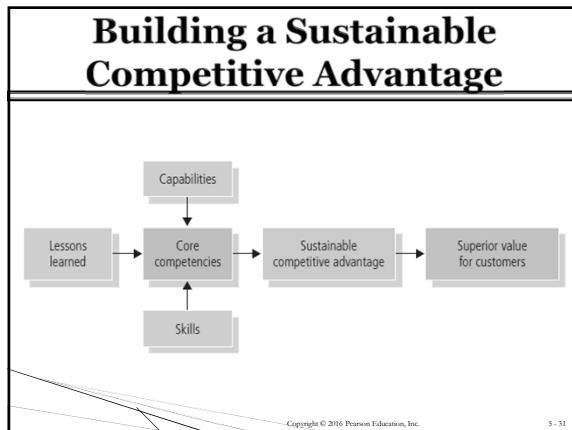 Building a Sustainable
Competitive Advantage
Capabilities
Lessons
learned
Core
competencies
Sustainable
competitive advantage
Superior value
for customers
Skills
Copyright © 2016 Pearson Education, Inc.
5 - 31